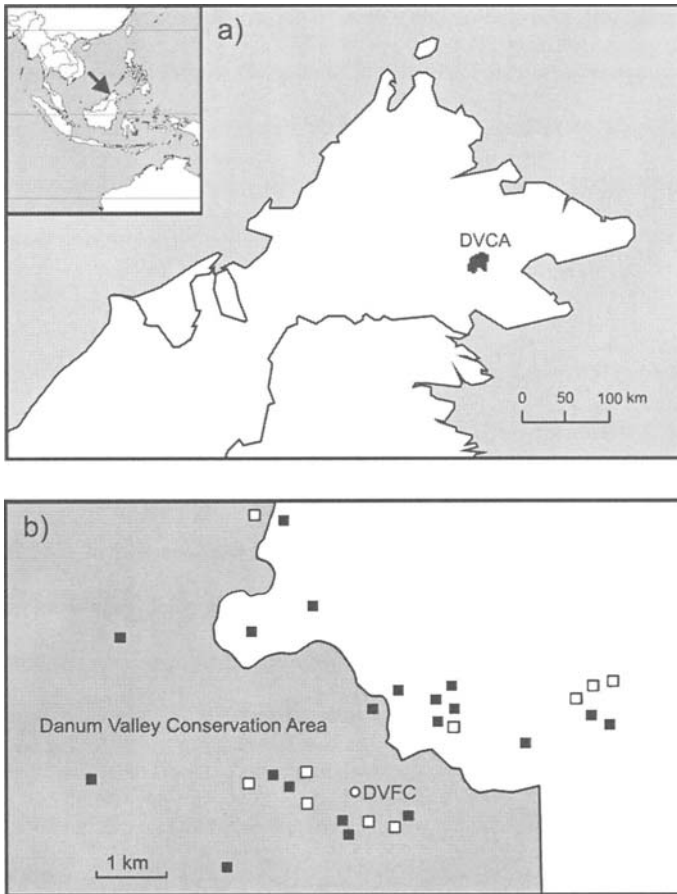 a)
DVCA
0 50 100 km
b)
Danum Valley Conservation Area
DVFC
1 km